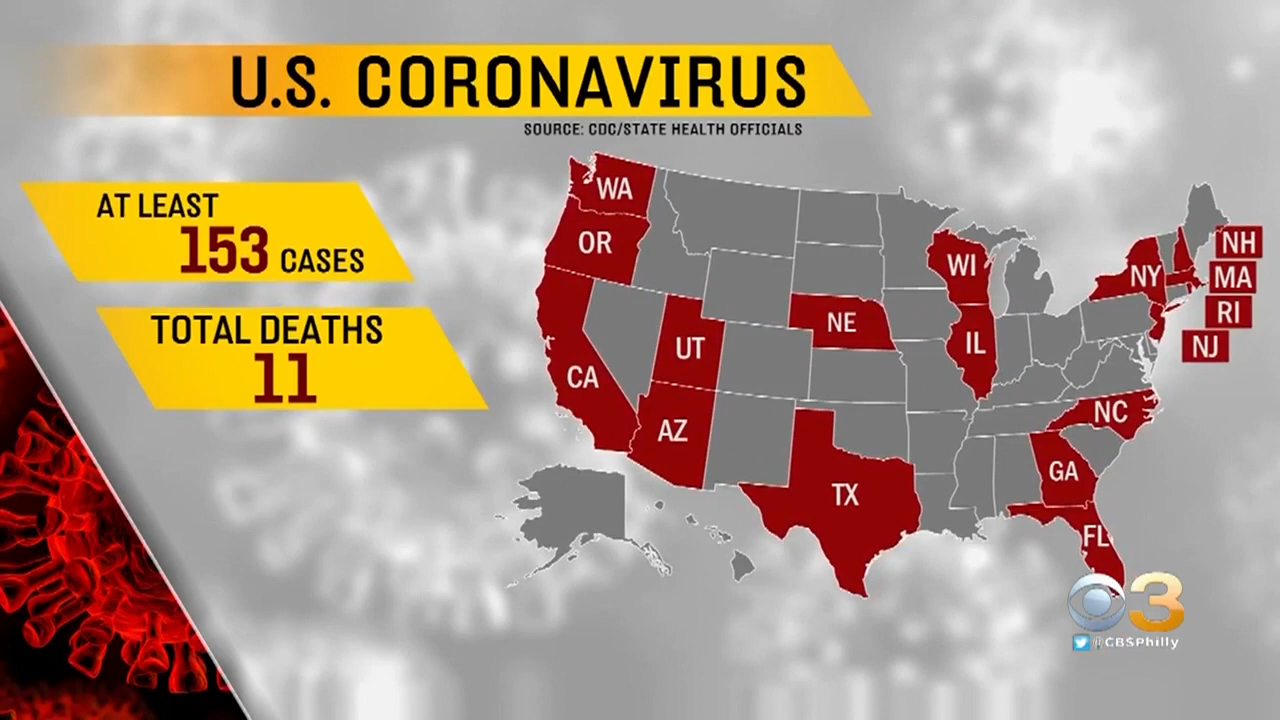 U.S. CORONAVIRUS
SOURCE: CDC/STATE HEALTH OFFICIALS
AT LEAST
153 CASES
TOTAL DEATHS
11
WA
OR
CA
UT
AZ
NE
TX
WI
IL
NY
NH
MA
RI
NJ
NC
GA
FL
3
@CBSPhilly